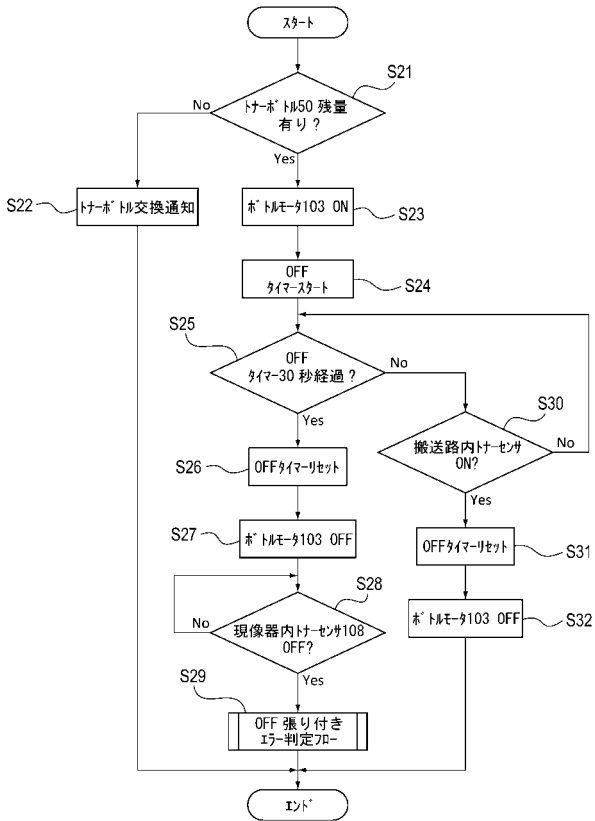 スタート
S21
トナーボトル50 残量
有り?
No
Yes
S22
トナーボトル交換通知
ボトルモータ103 ON
S23
OFF
タイマースタート
S24
S25
OFF
タイマー30 秒経過?
No
Yes
S30
搬送路内トナーセンサ
ON?
No
Yes
S26
OFFタイマーリセット
S27
ボトルモータ103 OFF
OFFタイマーリセット
S31
ボトルモータ103 OFF
S32
S28
現像器内トナーセンサ108
OFF?
No
Yes
S29
OFF 張り付き
エラー判定フロー
エンド